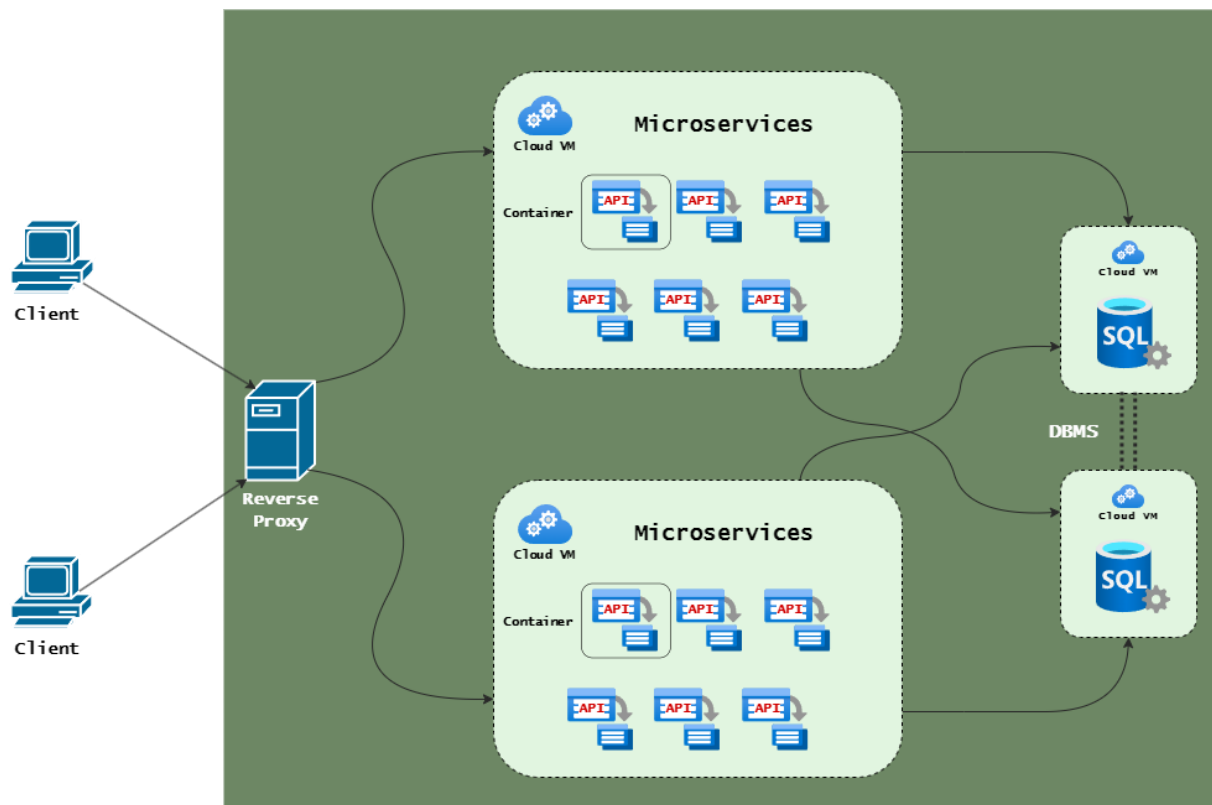 Microservices
Cloud VM
Container
API
API
API
API
API
API
Client
Reverse
Proxy
Cloud VM
SQL
DBMS
Cloud VM
SQL
Microservices
Cloud VM
Container
API
API
API
API
API
API
Client